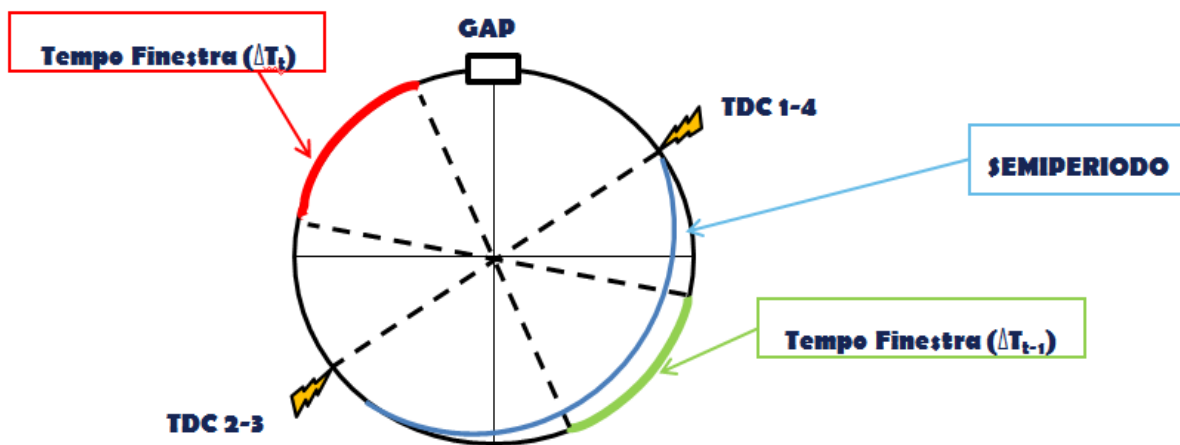 GAP
Tempo Finestra (ΔTt)
TDC 1-4
SEMIPERIODO
Tempo Finestra (ΔTt-1)
TDC 2-3